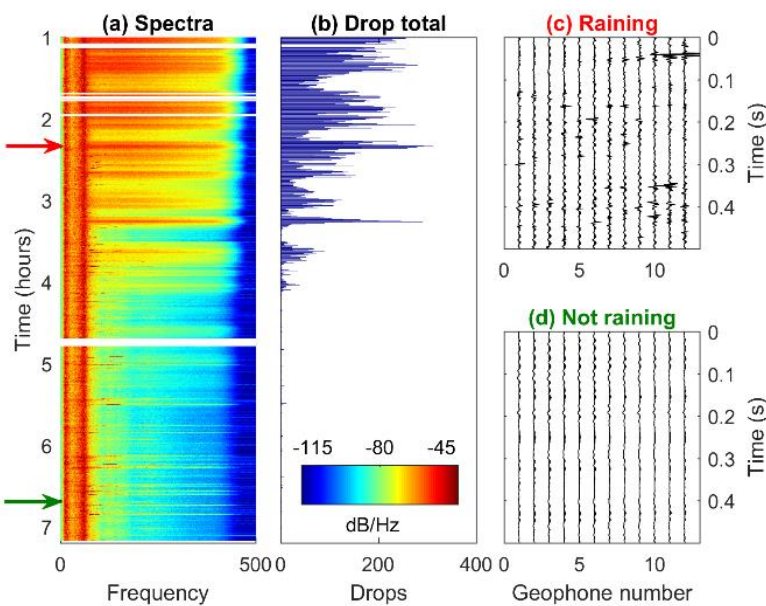 (a) Spectra
(b) Drop total
(c) Raining
1
2
3
4
5
6
7
Time (hours)
0 500
Frequency
-115 -80 -45
dB/Hz
0 200 400
Drops
0
0.1
0.2
0.3
0.4
Time (s)
0 5 10
(d) Not raining
0
0.1
0.2
0.3
0.4
Time (s)
0 5 10
Geophone number